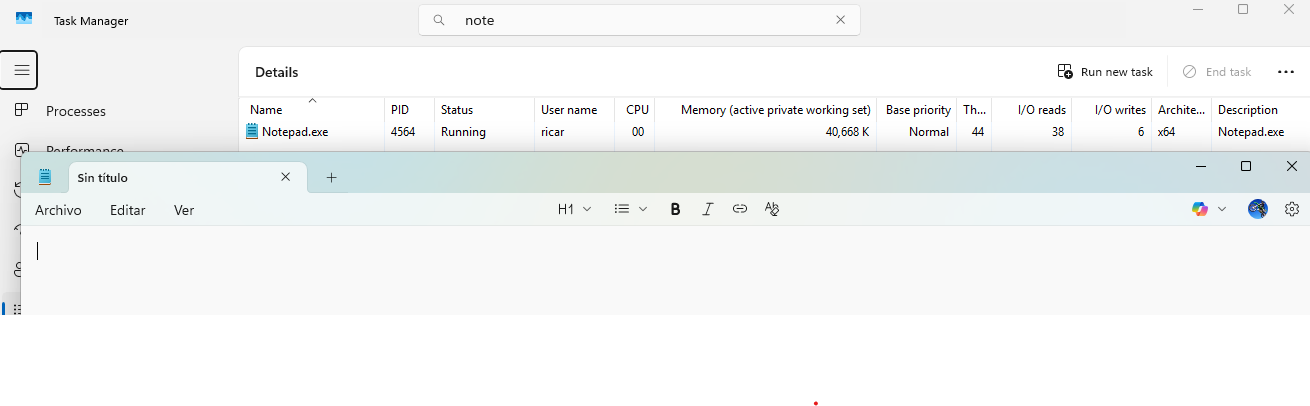 Task Manager
note
Details
Run new task
End task
Processes
Name PID Status User name CPU Memory (active private working set) Base priority Th... I/O reads I/O writes Archite... Description
Notepad.exe 4564 Running ricar 00 40,668 K Normal 44 38 6 x64 Notepad.exe
Performance
Sin título
Archivo Editar Ver H1 B I A